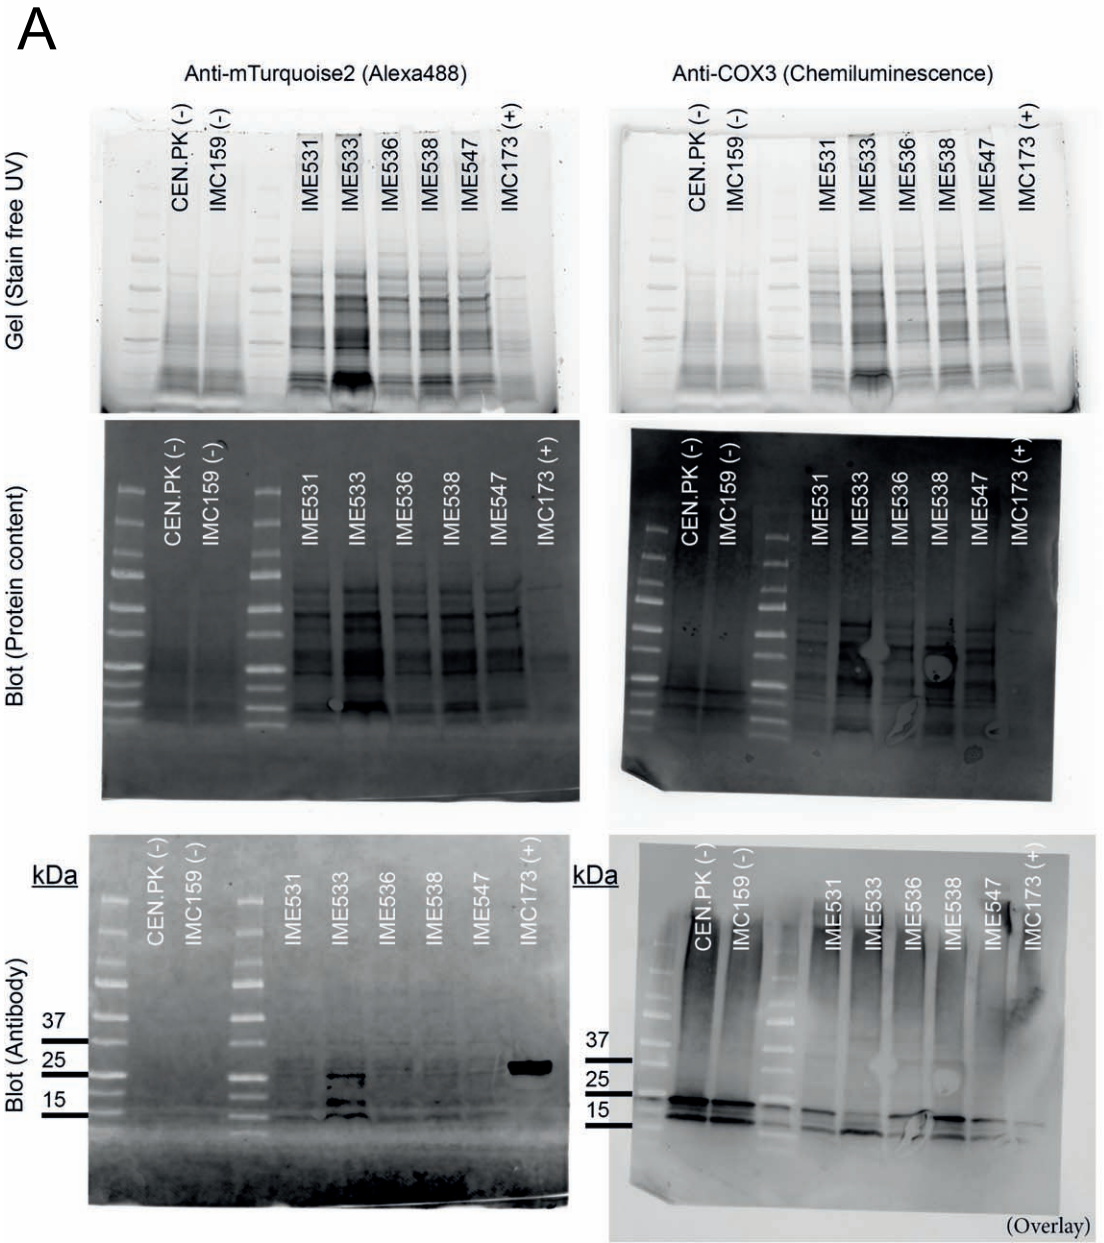 A
Anti-mTurquoise2 (Alexa488)
Anti-COX3 (Chemiluminescence)
Gel (Stain free UV)
CEN.PK (-)
IMC159 (-)
IME531
IME533
IME536
IME538
IME547
IMC173 (+)
CEN.PK (-)
IMC159 (-)
IME531
IME533
IME536
IME538
IME547
IMC173 (+)
Blot (Protein content)
CEN.PK (-)
IMC159 (-)
IME531
IME533
IME536
IME538
IME547
IMC173 (+)
CEN.PK (-)
IMC159 (-)
IME531
IME533
IME536
IME538
IME547
IMC173 (+)
Blot (Antibody)
kDa
37
25
15
CEN.PK (-)
IMC159 (-)
IME531
IME533
IME536
IME538
IME547
IMC173 (+)
kDa
37
25
15
CEN.PK (-)
IMC159 (-)
IME531
IME533
IME536
IME538
IME547
IMC173 (+)
(Overlay)